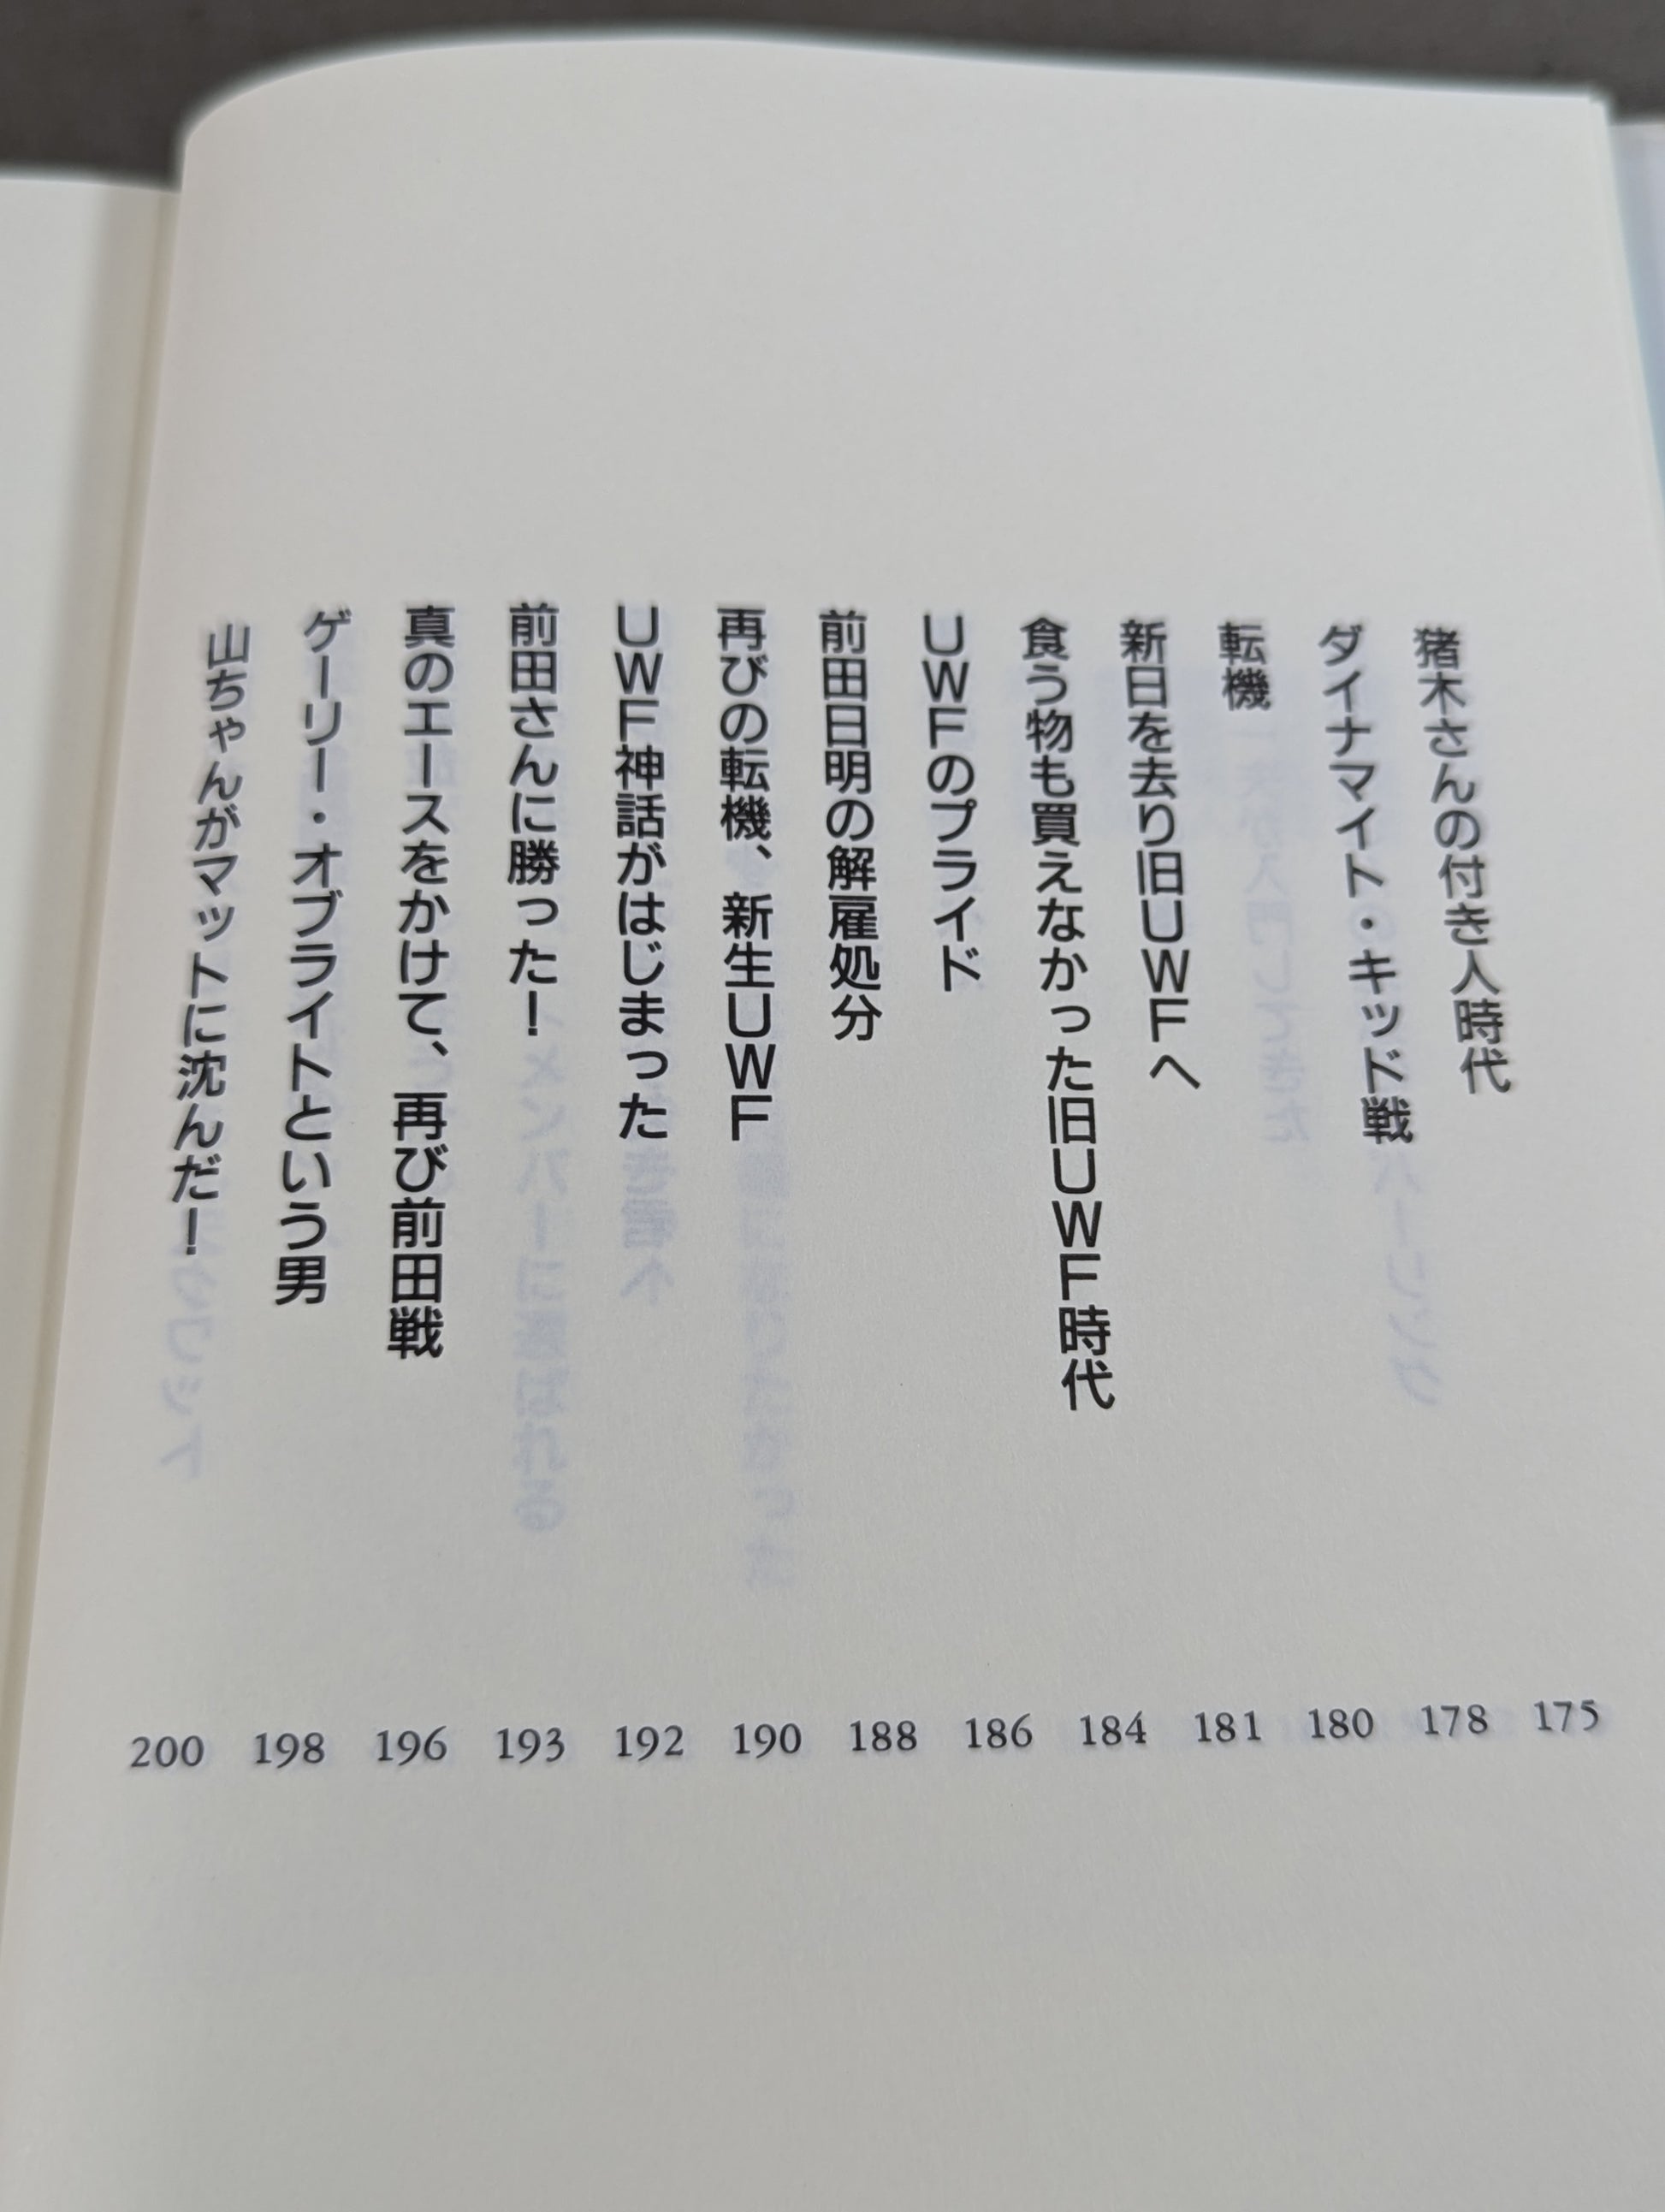 猪木さんの付き人時代 175
ダイナマイト・キッド戦 178
転機 180
新日を去り旧UWFへ 181
食う物も買えなかった旧UWF時代 184
UWFのプライド 186
前田日明の解雇処分 188
再びの転機、新生UWF 190
UWF神話がはじまった 192
前田さんに勝った！ 193
真のエースをかけて、再び前田戦 196
ゲーリー・オブライトという男 198
山ちゃんがマットに沈んだ！ 200